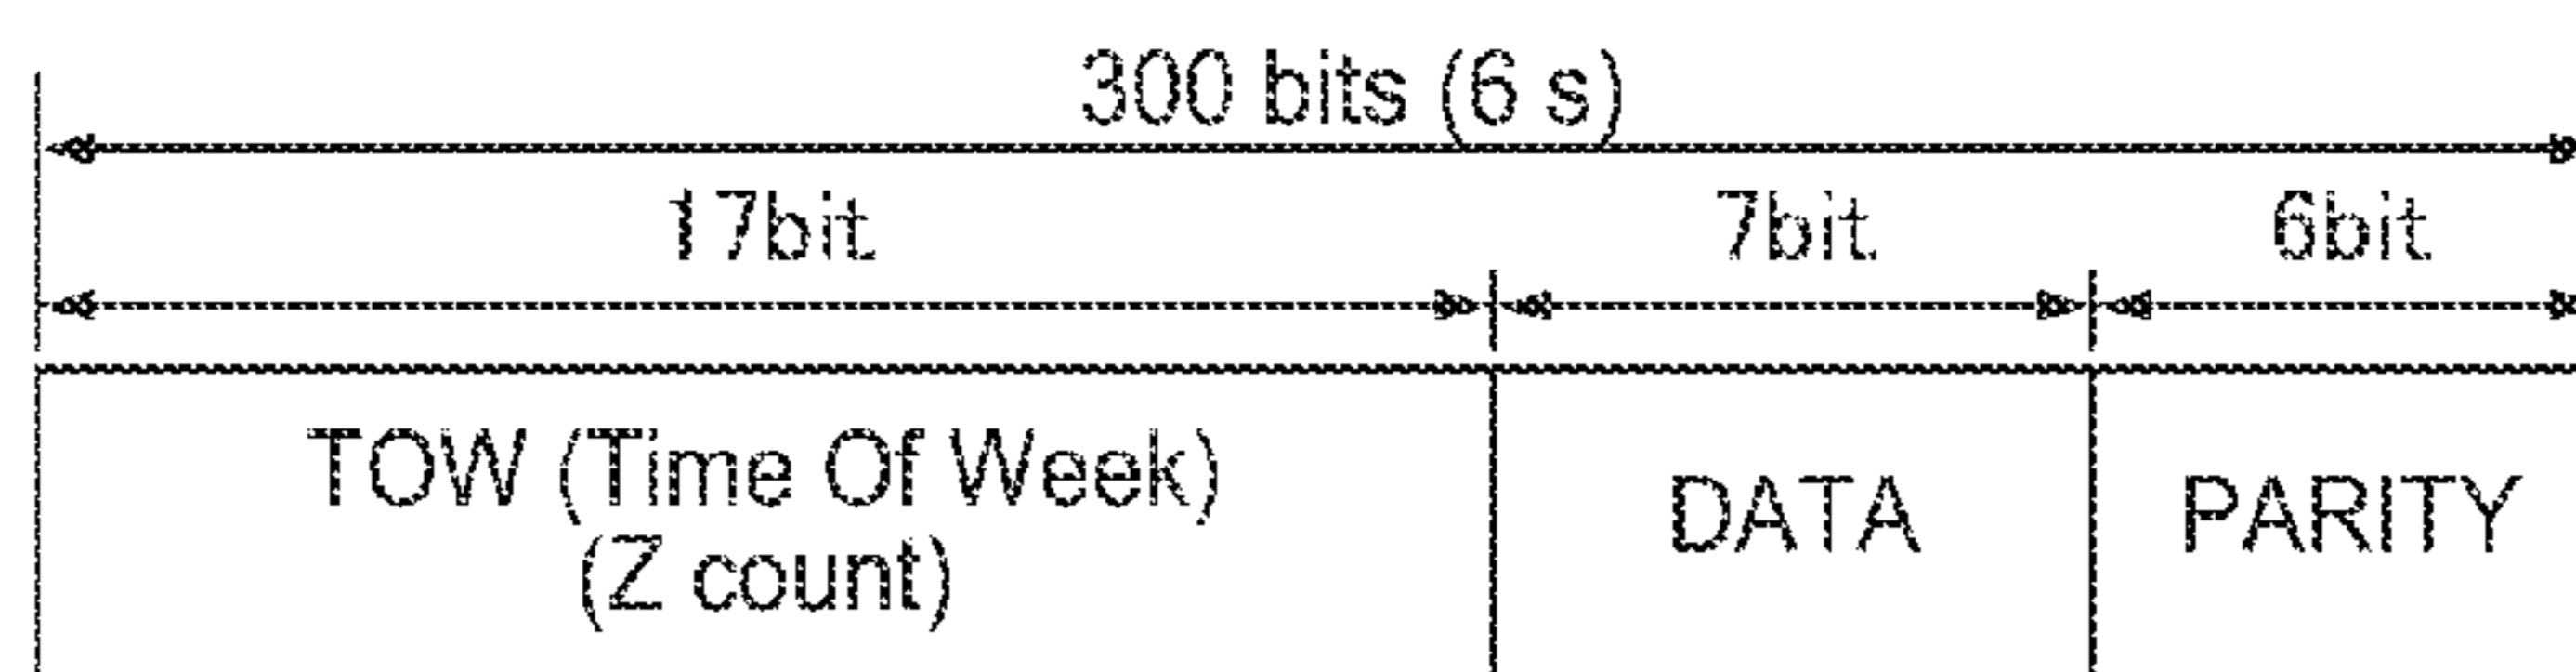 300 bits (6 s)
17bit 7bit 6bit
TOW (Time Of Week)
(Z count)
DATA
PARITY